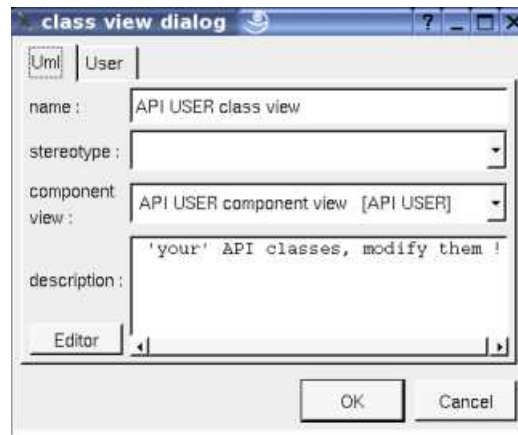 class view dialog ? _ X
Uml User
name : API USER class view
stereotype :
component view : API USER component view [API USER]
description : 'your' API classes, modify them !
Editor
OK Cancel